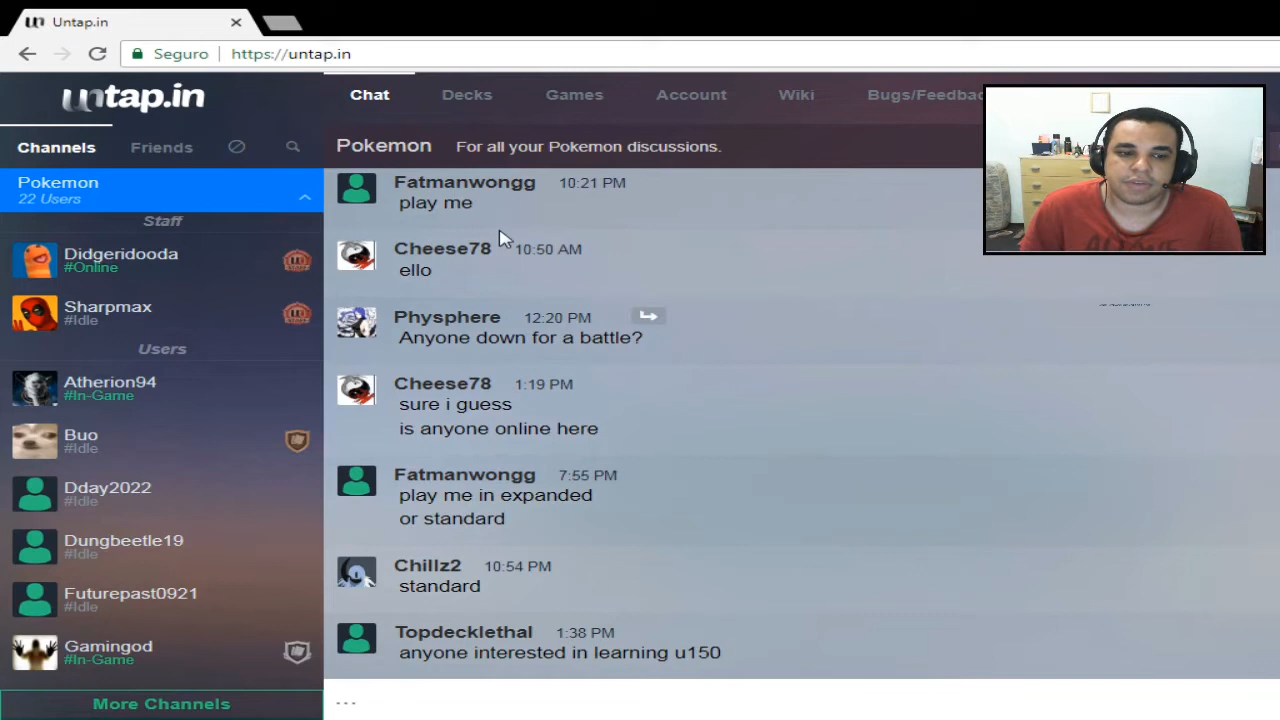 Untap.in
Seguro
https://untap.in
untap.in
Chat
Decks
Games
Account
Wiki
Channels
Friends
Pokemon
For all your Pokemon discussions.
Pokemon
22 Users
Staff
Didgeridooda
#Online
Sharpmax
#Idle
Users
Atherion94
#In-Game
Buo
#Idle
Dday2022
#Idle
Dungbeetle19
#Idle
Futurepast0921
#Idle
Gamingod
#In-Game
More Channels
Fatmanwongg 10:21 PM
play me
Cheese78 10:50 AM
ello
Physphere 12:20 PM
Anyone down for a battle?
Cheese78 1:19 PM
sure i guess
is anyone online here
Fatmanwongg 7:55 PM
play me in expanded
or standard
Chillz2 10:54 PM
standard
Topdecklethal 1:38 PM
anyone interested in learning u150
...